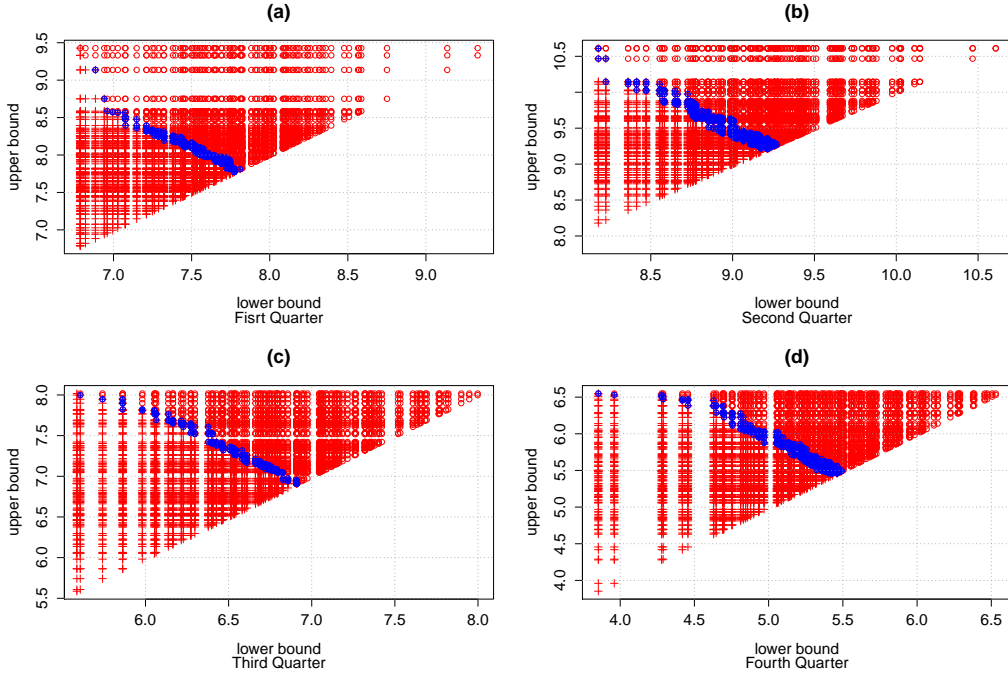 (a)
9.5
9.0
8.5
8.0
7.5
7.0
upper bound
7.0 7.5 8.0 8.5 9.0
lower bound
Fisrt Quarter
(b)
10.5
10.0
9.5
9.0
8.5
8.0
upper bound
8.5 9.0 9.5 10.0 10.5
lower bound
Second Quarter
(c)
8.0
7.5
7.0
6.5
6.0
5.5
upper bound
6.0 6.5 7.0 7.5 8.0
lower bound
Third Quarter
(d)
6.5
6.0
5.5
5.0
4.5
4.0
upper bound
4.0 4.5 5.0 5.5 6.0 6.5
lower bound
Fourth Quarter